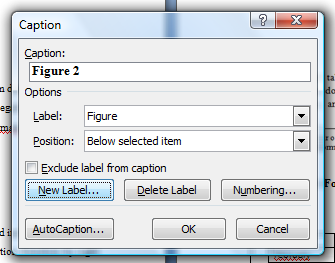 Caption
Caption:
Figure 2
Options
Label: Figure
Position: Below selected item
Exclude label from caption
New Label... Delete Label Numbering...
AutoCaption... OK Cancel